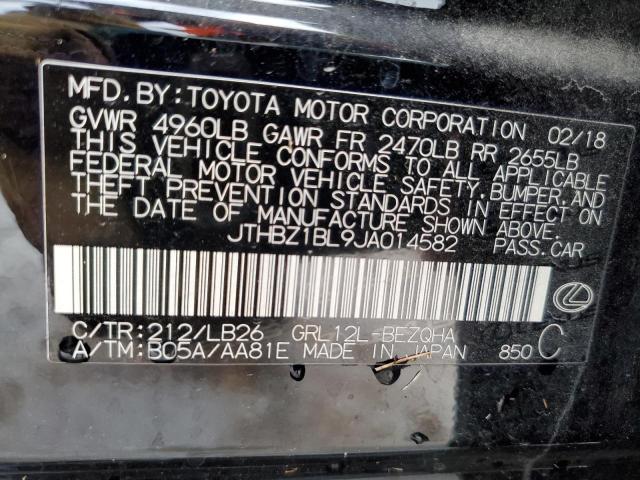 MFD. BY: TOYOTA MOTOR CORPORATION 02/18
GVWR 4960LB GAWR FR 2470LB RR 2655LB
THIS VEHICLE CONFORMS TO ALL APPLICABLE
FEDERAL MOTOR VEHICLE SAFETY, BUMPER, AND
THEFT PREVENTION STANDARDS IN EFFECT ON
THE DATE OF MANUFACTURE SHOWN ABOVE.
JTHBZ1BL9JA014582 PASS. CAR
C/TR: 212/LB26 GRL12L-BEZQHA
A/TM: B05A/AA81E MADE IN JAPAN 850 C